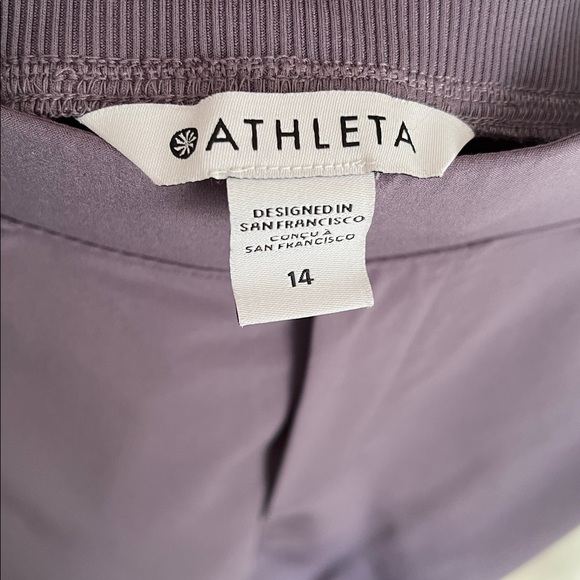 ATHLETA
DESIGNED IN
SAN FRANCISCO
CONÇU À
SAN FRANCISCO
14